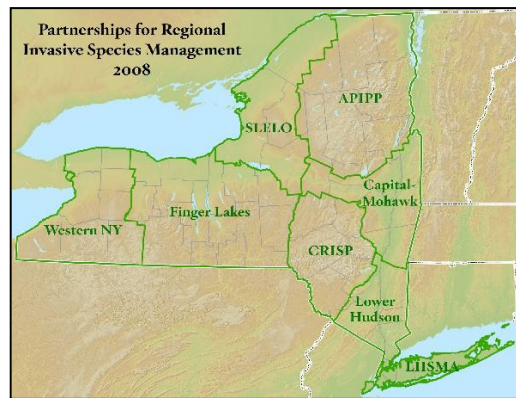 Partnerships for Regional
Invasive Species Management
2008
APIPP
SLELO
Capital-
Mohawk
Finger Lakes
Western NY
CRISP
Lower
Hudson
LIISMA